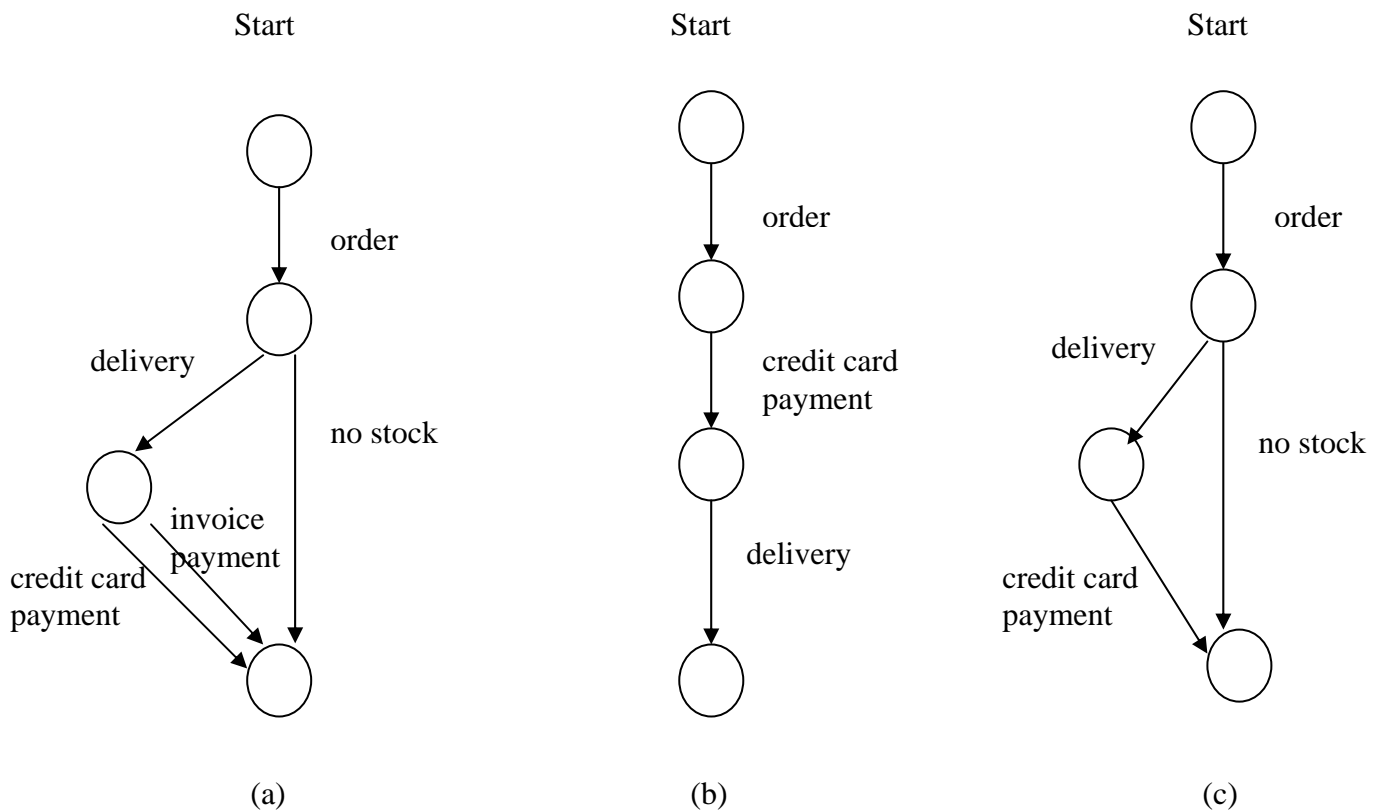 Start
order
delivery
no stock
invoice
payment
credit card
payment
(a)
Start
order
credit card
payment
delivery
(b)
Start
order
delivery
no stock
credit card
payment
(c)